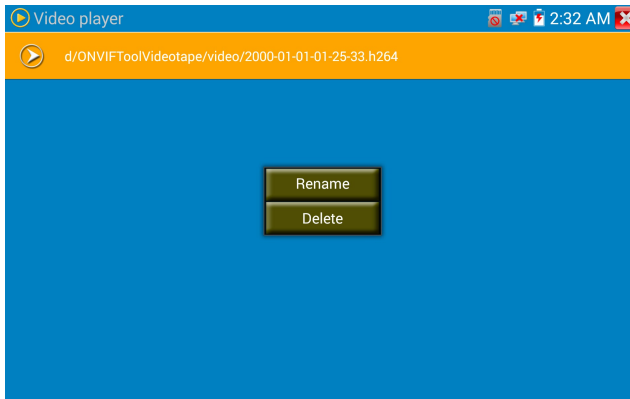 Video player
2:32 AM
d/ONVIFToolVideotape/video/2000-01-01-01-25-33.h264
Rename
Delete